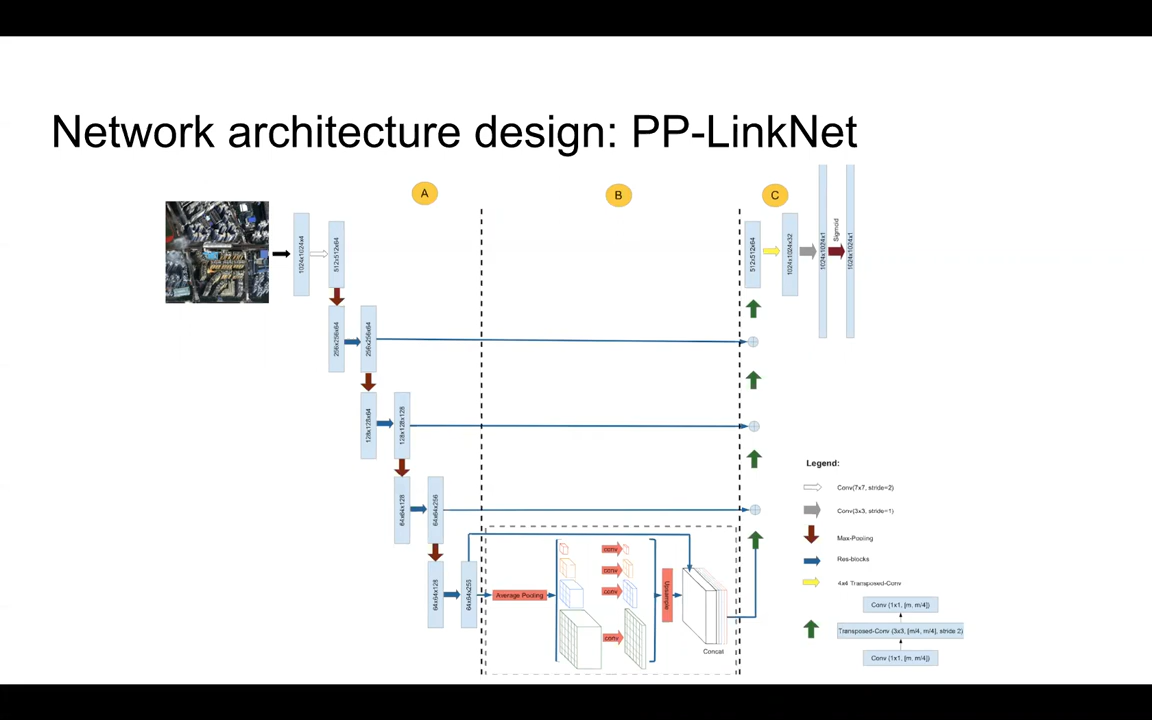 Network architecture design: PP-LinkNet
A
B
C
1024x1024x4
512x512x64
256x256x64
256x256x64
128x128x64
128x128x128
64x64x128
64x64x256
64x64x128
64x64x256
Average Pooling
conv
conv
conv
conv
Upsample
Concat
512x512x64
1024x1024x32
1024x1024x1
Sigmoid
1024x1024x1
Legend:
Conv(7x7, stride=2)
Conv(3x3, stride=1)
Max-Pooling
Res-blocks
4x4 Transposed-Conv
Conv (1x1, [m, m/4])
Transposed-Conv (3x3, [m/4, m/4], stride 2)
Conv (1x1, [m, m/4])